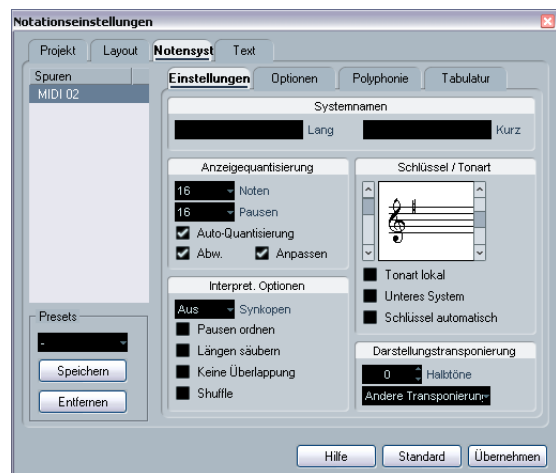 Notationseinstellungen
Projekt Layout Notensyst Text
Spuren
MIDI 02
Einstellungen Optionen Polyphonie Tabulatur
Systemnamen
Lang Kurz
Anzeigequantisierung
16 Noten
16 Pausen
Auto-Quantisierung
Abw. Anpassen
Schlüssel / Tonart
Tonart lokal
Unteres System
Schlüssel automatisch
Interpret. Optionen
Aus Synkopen
Pausen ordnen
Längen säubern
Keine Überlappung
Shuffle
Darstellungstransponierung
0 Halbtöne
Andere Transponierun
Presets
-
Speichern
Entfernen
Hilfe Standard Übernehmen